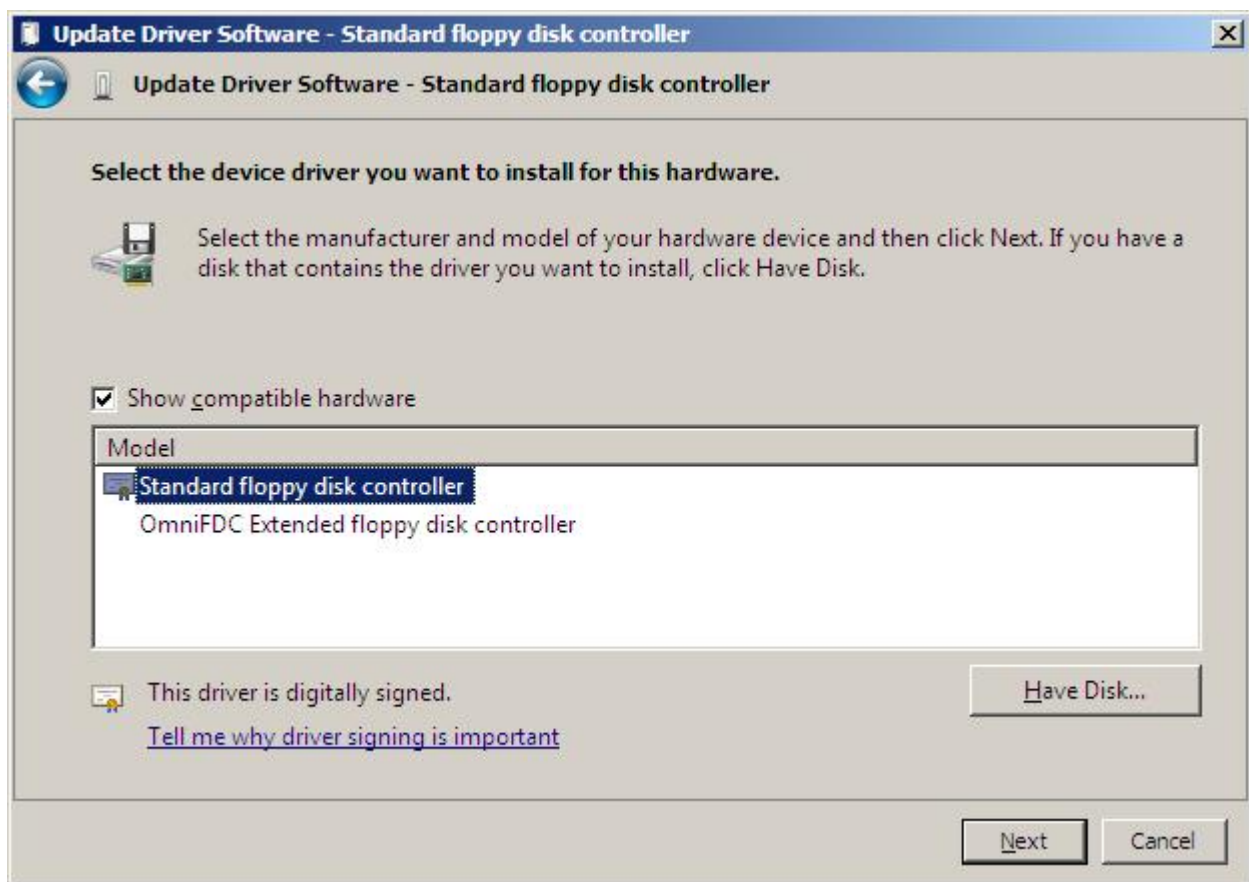 Update Driver Software - Standard floppy disk controller
Update Driver Software - Standard floppy disk controller
Select the device driver you want to install for this hardware.
Select the manufacturer and model of your hardware device and then click Next. If you have a
disk that contains the driver you want to install, click Have Disk.
Show compatible hardware
Model
Standard floppy disk controller
OmniFDC Extended floppy disk controller
This driver is digitally signed.
Have Disk...
Tell me why driver signing is important
Next
Cancel